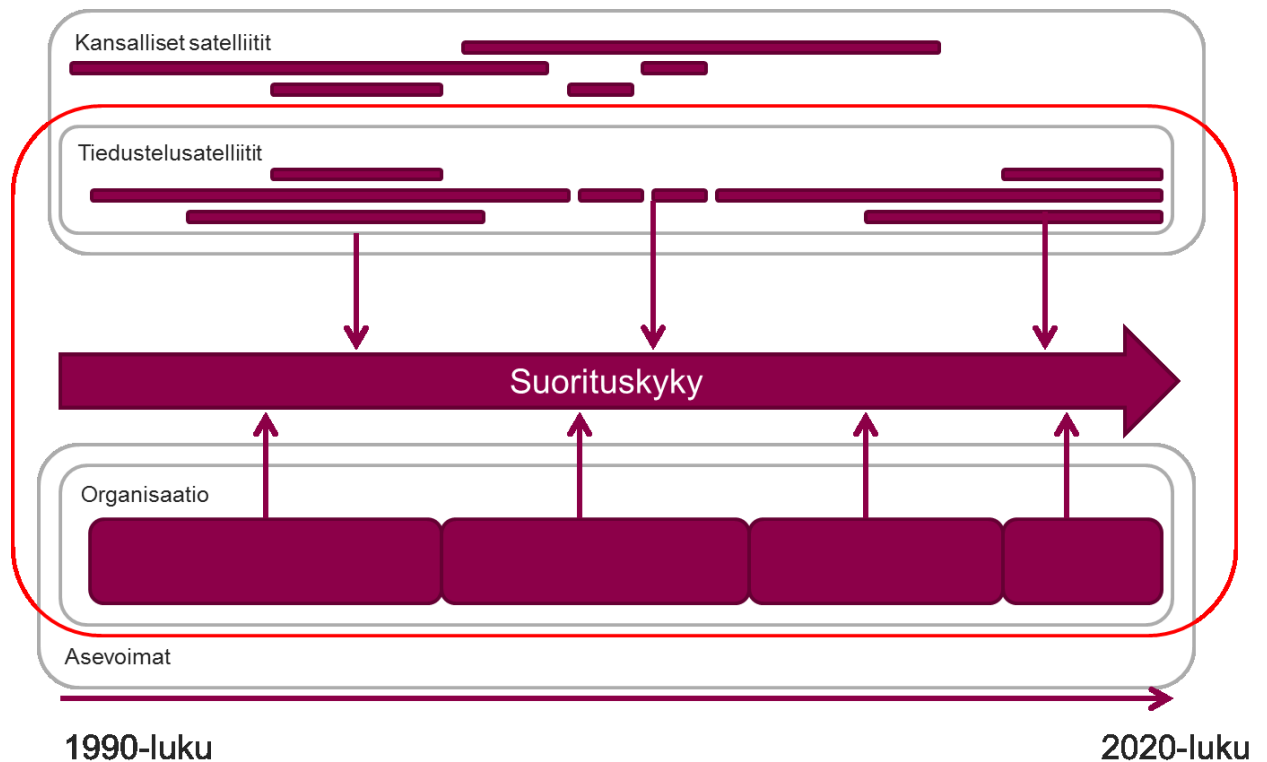 Kansalliset satelliitit
Tiedustelusatelliitit
Suorituskyky
Organisaatio
Asevoimat
1990-luku
2020-luku